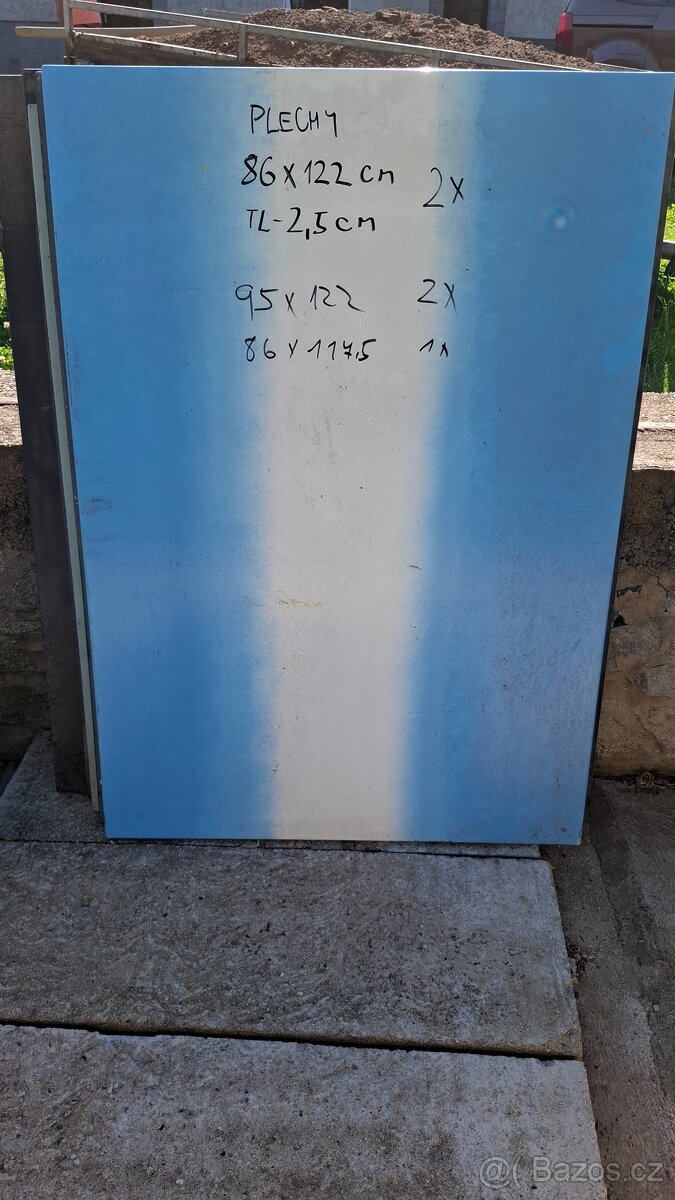 PLECHY
86 x 122 cm 2x
TL-2,5 cm
95 x 122 2x
86 x 117,5 1x
@( Bazos.cz